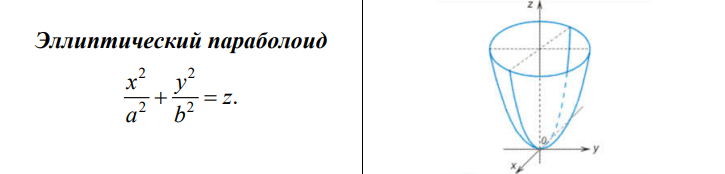 Эллиптический параболоид
x²/a² + y²/b² = z.
z
0
y
x